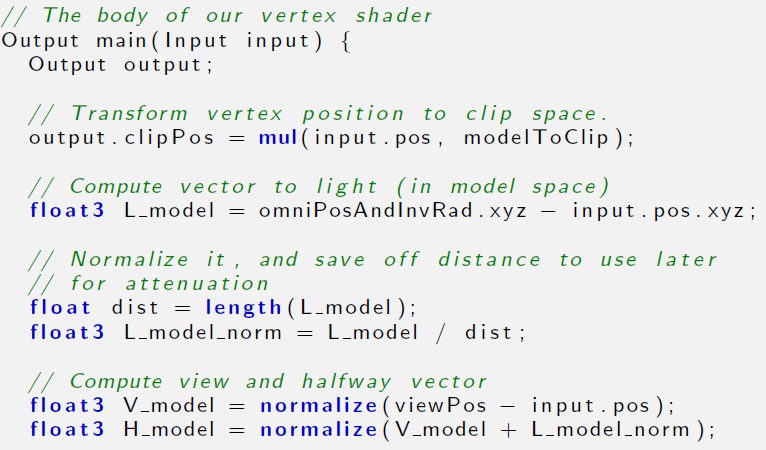 // The body of our vertex shader
Output main(Input input) {
Output output;
// Transform vertex position to clip space.
output.clipPos = mul(input.pos, modelToClip);
// Compute vector to light (in model space)
float3 L_model = omniPosAndInvRad.xyz − input.pos.xyz;
// Normalize it, and save off distance to use later
// for attenuation
float dist = length(L_model);
float3 L_model_norm = L_model / dist;
// Compute view and halfway vector
float3 V_model = normalize(viewPos − input.pos);
float3 H_model = normalize(V_model + L_model_norm);